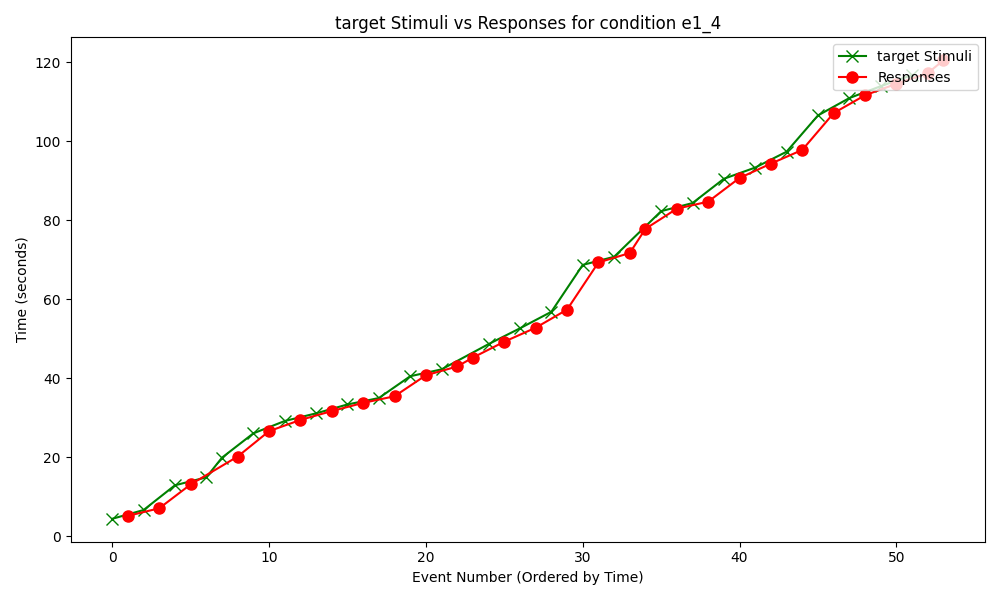 target Stimuli vs Responses for condition e1_4
target Stimuli
Responses
Time (seconds)
120
100
80
60
40
20
0
0 10 20 30 40 50
Event Number (Ordered by Time)